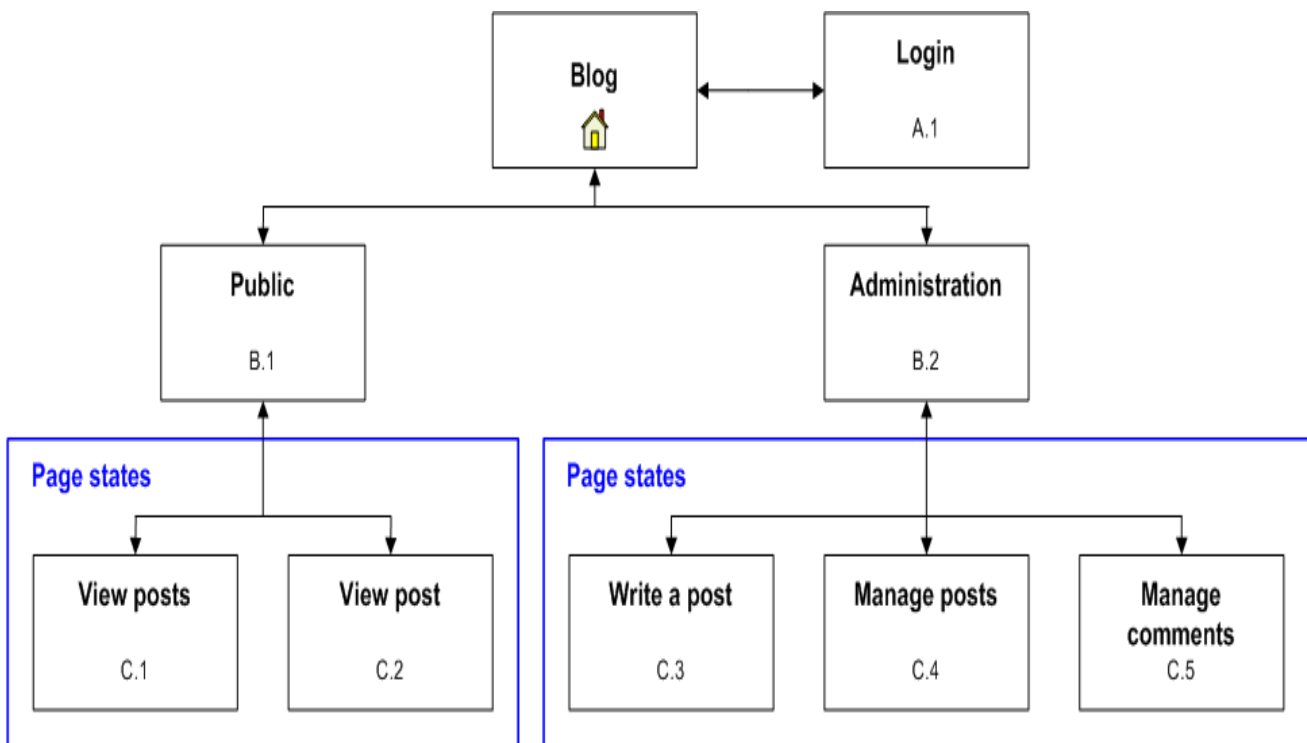 Blog
Login
A.1
Public
B.1
Administration
B.2
Page states
View posts
C.1
View post
C.2
Page states
Write a post
C.3
Manage posts
C.4
Manage
comments
C.5